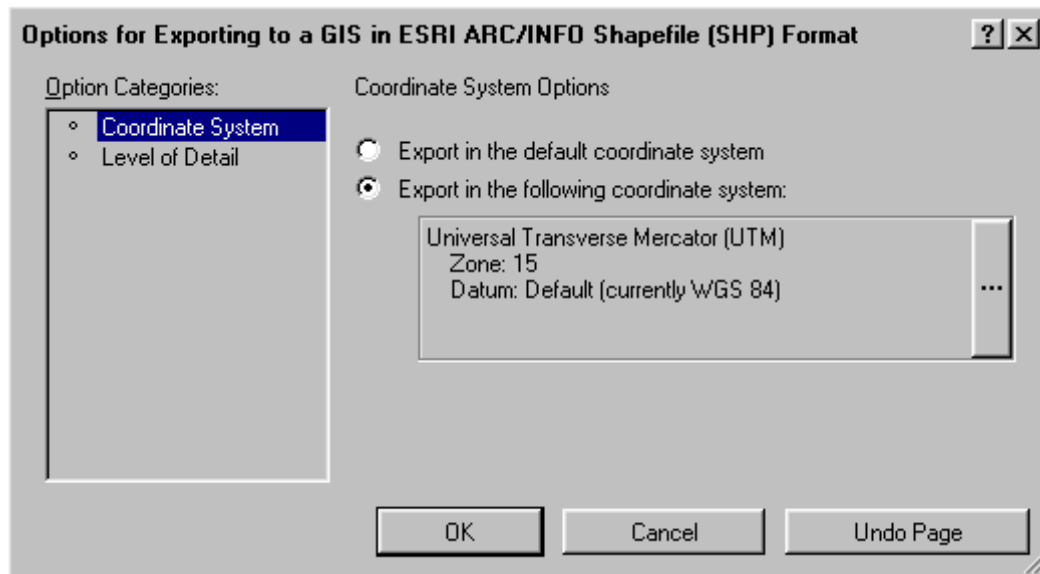 Options for Exporting to a GIS in ESRI ARC/INFO Shapefile (SHP) Format
Option Categories:
Coordinate System
Level of Detail
Coordinate System Options
Export in the default coordinate system
Export in the following coordinate system:
Universal Transverse Mercator (UTM)
Zone: 15
Datum: Default (currently WGS 84)
...
OK
Cancel
Undo Page